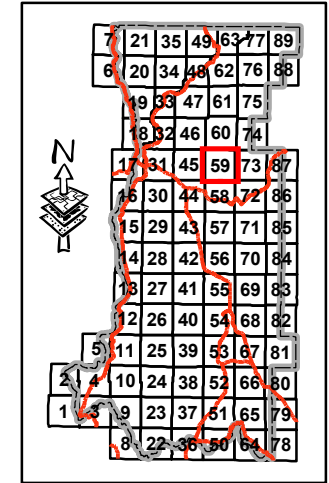 7 21 35 49 63 77 89
6 20 34 48 62 76 88
19 33 47 61 75
18 32 46 60 74
N
17 31 45 59 73 87
16 30 44 58 72 86
15 29 43 57 71 85
14 28 42 56 70 84
13 27 41 55 69 83
12 26 40 54 68 82
5 11 25 39 53 67 81
2 4 10 24 38 52 66 80
1 3 9 23 37 51 65 79
8 22 36 50 64 78